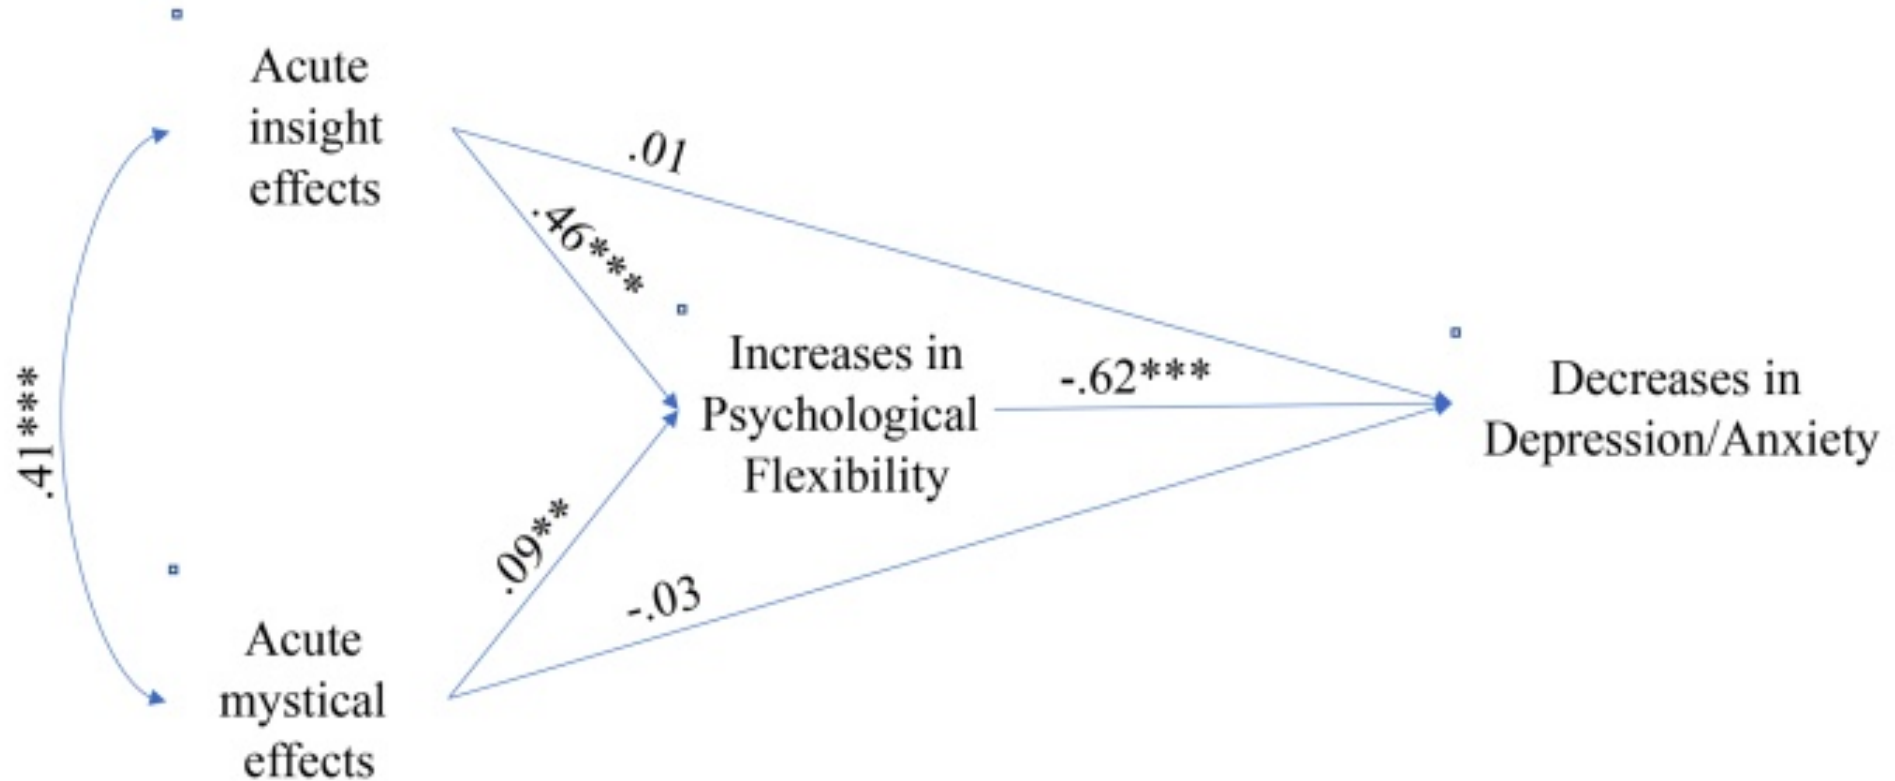 Acute
insight
effects
.01
.46***
Increases in
Psychological
Flexibility
-.62***
Decreases in
Depression/Anxiety
.41***
.09**
-.03
Acute
mystical
effects